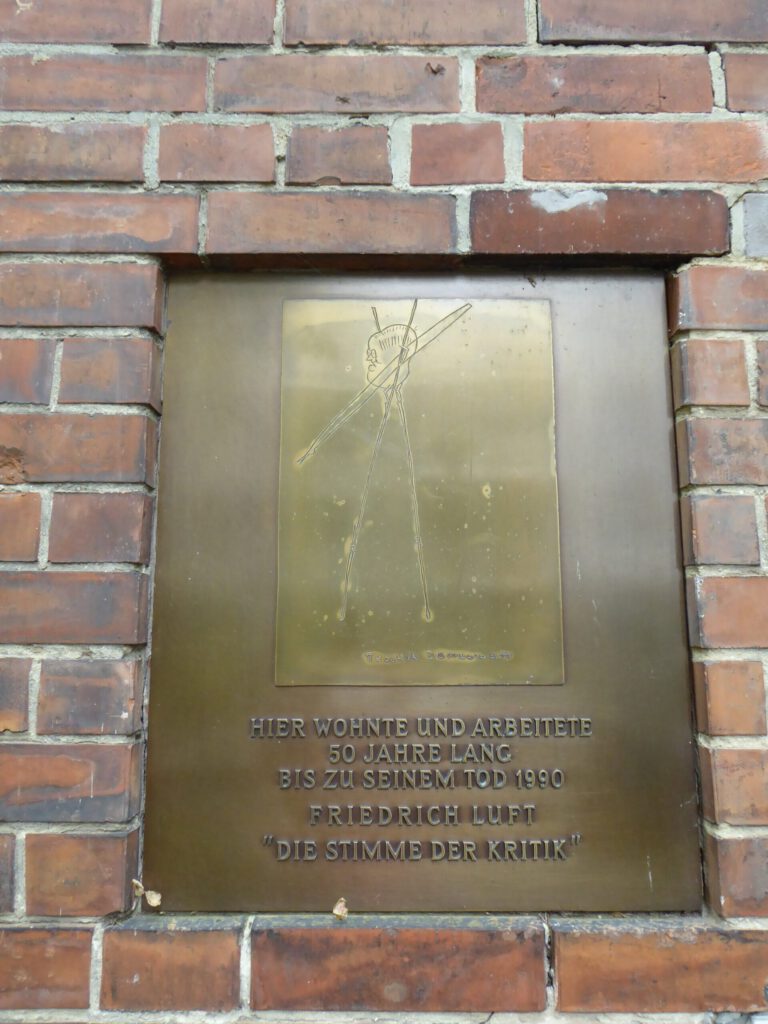 HIER WOHNTE UND ARBEITETE
50 JAHRE LANG
BIS ZU SEINEM TOD 1990
FRIEDRICH LUFT
"DIE STIMME DER KRITIK"